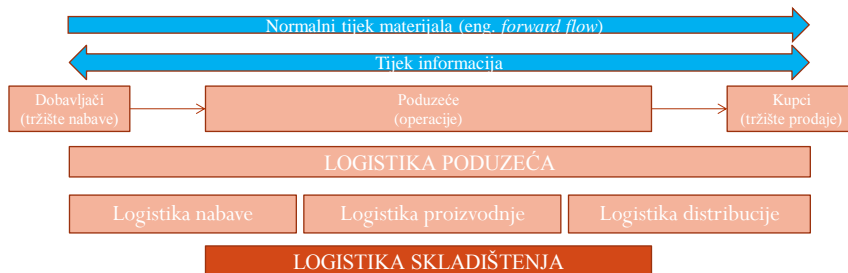 Normalni tijek materijala (eng. forward flow)
Tijek informacija
Dobavljači
(tržište nabave)
Poduzeće
(operacije)
Kupci
(tržište prodaje)
LOGISTIKA PODUZEĆA
Logistika nabave
Logistika proizvodnje
Logistika distribucije
LOGISTIKA SKLADIŠTENJA